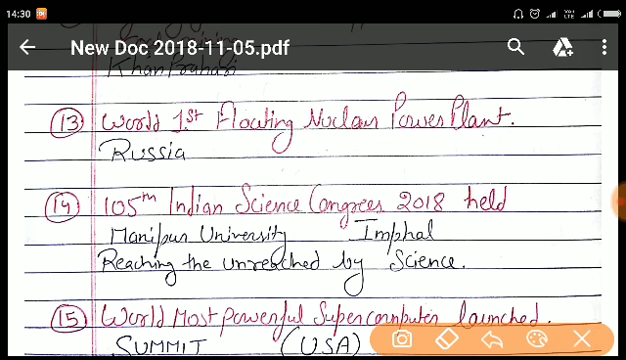 14:30
New Doc 2018-11-05.pdf
(13) World 1st Floating Nuclear Power Plant.
Russia
(14) 105th Indian Science Congress 2018 held
Manipur University Imphal
Reaching the unreached by Science.
(15) World Most powerful Supercomputer launched.
SUMMIT (USA)